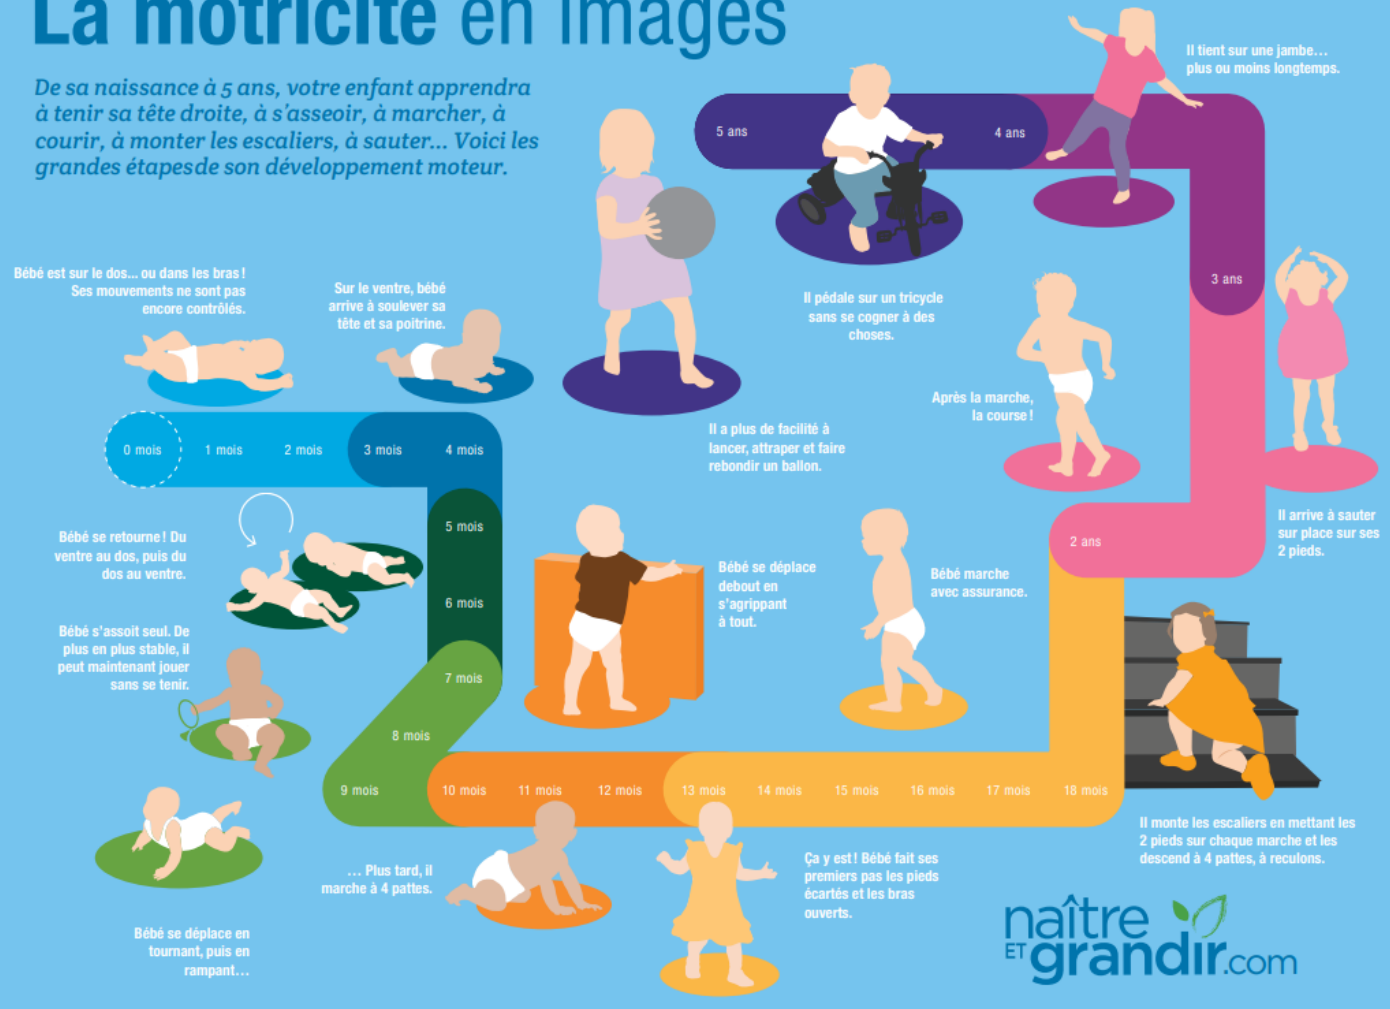 La motricité en images
De sa naissance à 5 ans, votre enfant apprendra
à tenir sa tête droite, à s'asseoir, à marcher, à
courir, à monter les escaliers, à sauter... Voici les
grandes étapesde son développement moteur.
Bébé est sur le dos... ou dans les bras !
Ses mouvements ne sont pas
encore contrôlés.
Sur le ventre, bébé
arrive à soulever sa
tête et sa poitrine.
0 mois
1 mois
2 mois
3 mois
4 mois
Bébé se retourne ! Du
ventre au dos, puis du
dos au ventre.
5 mois
6 mois
Bébé s'assoit seul. De
plus en plus stable, il
peut maintenant jouer
sans se tenir.
7 mois
8 mois
9 mois
Bébé se déplace en
tournant, puis en
rampant...
10 mois
11 mois
12 mois
... Plus tard, il
marche à 4 pattes.
Bébé se déplace
debout en
s'agrippant
à tout.
13 mois
14 mois
15 mois
16 mois
17 mois
18 mois
Ça y est ! Bébé fait ses
premiers pas les pieds
écartés et les bras
ouverts.
Bébé marche
avec assurance.
Il monte les escaliers en mettant les
2 pieds sur chaque marche et les
descend à 4 pattes, à reculons.
2 ans
Après la marche,
la course !
Il arrive à sauter
sur place sur ses
2 pieds.
3 ans
Il tient sur une jambe...
plus ou moins longtemps.
4 ans
Il pédale sur un tricycle
sans se cogner à des
choses.
5 ans
Il a plus de facilité à
lancer, attraper et faire
rebondir un ballon.
naître
ET grandir.com